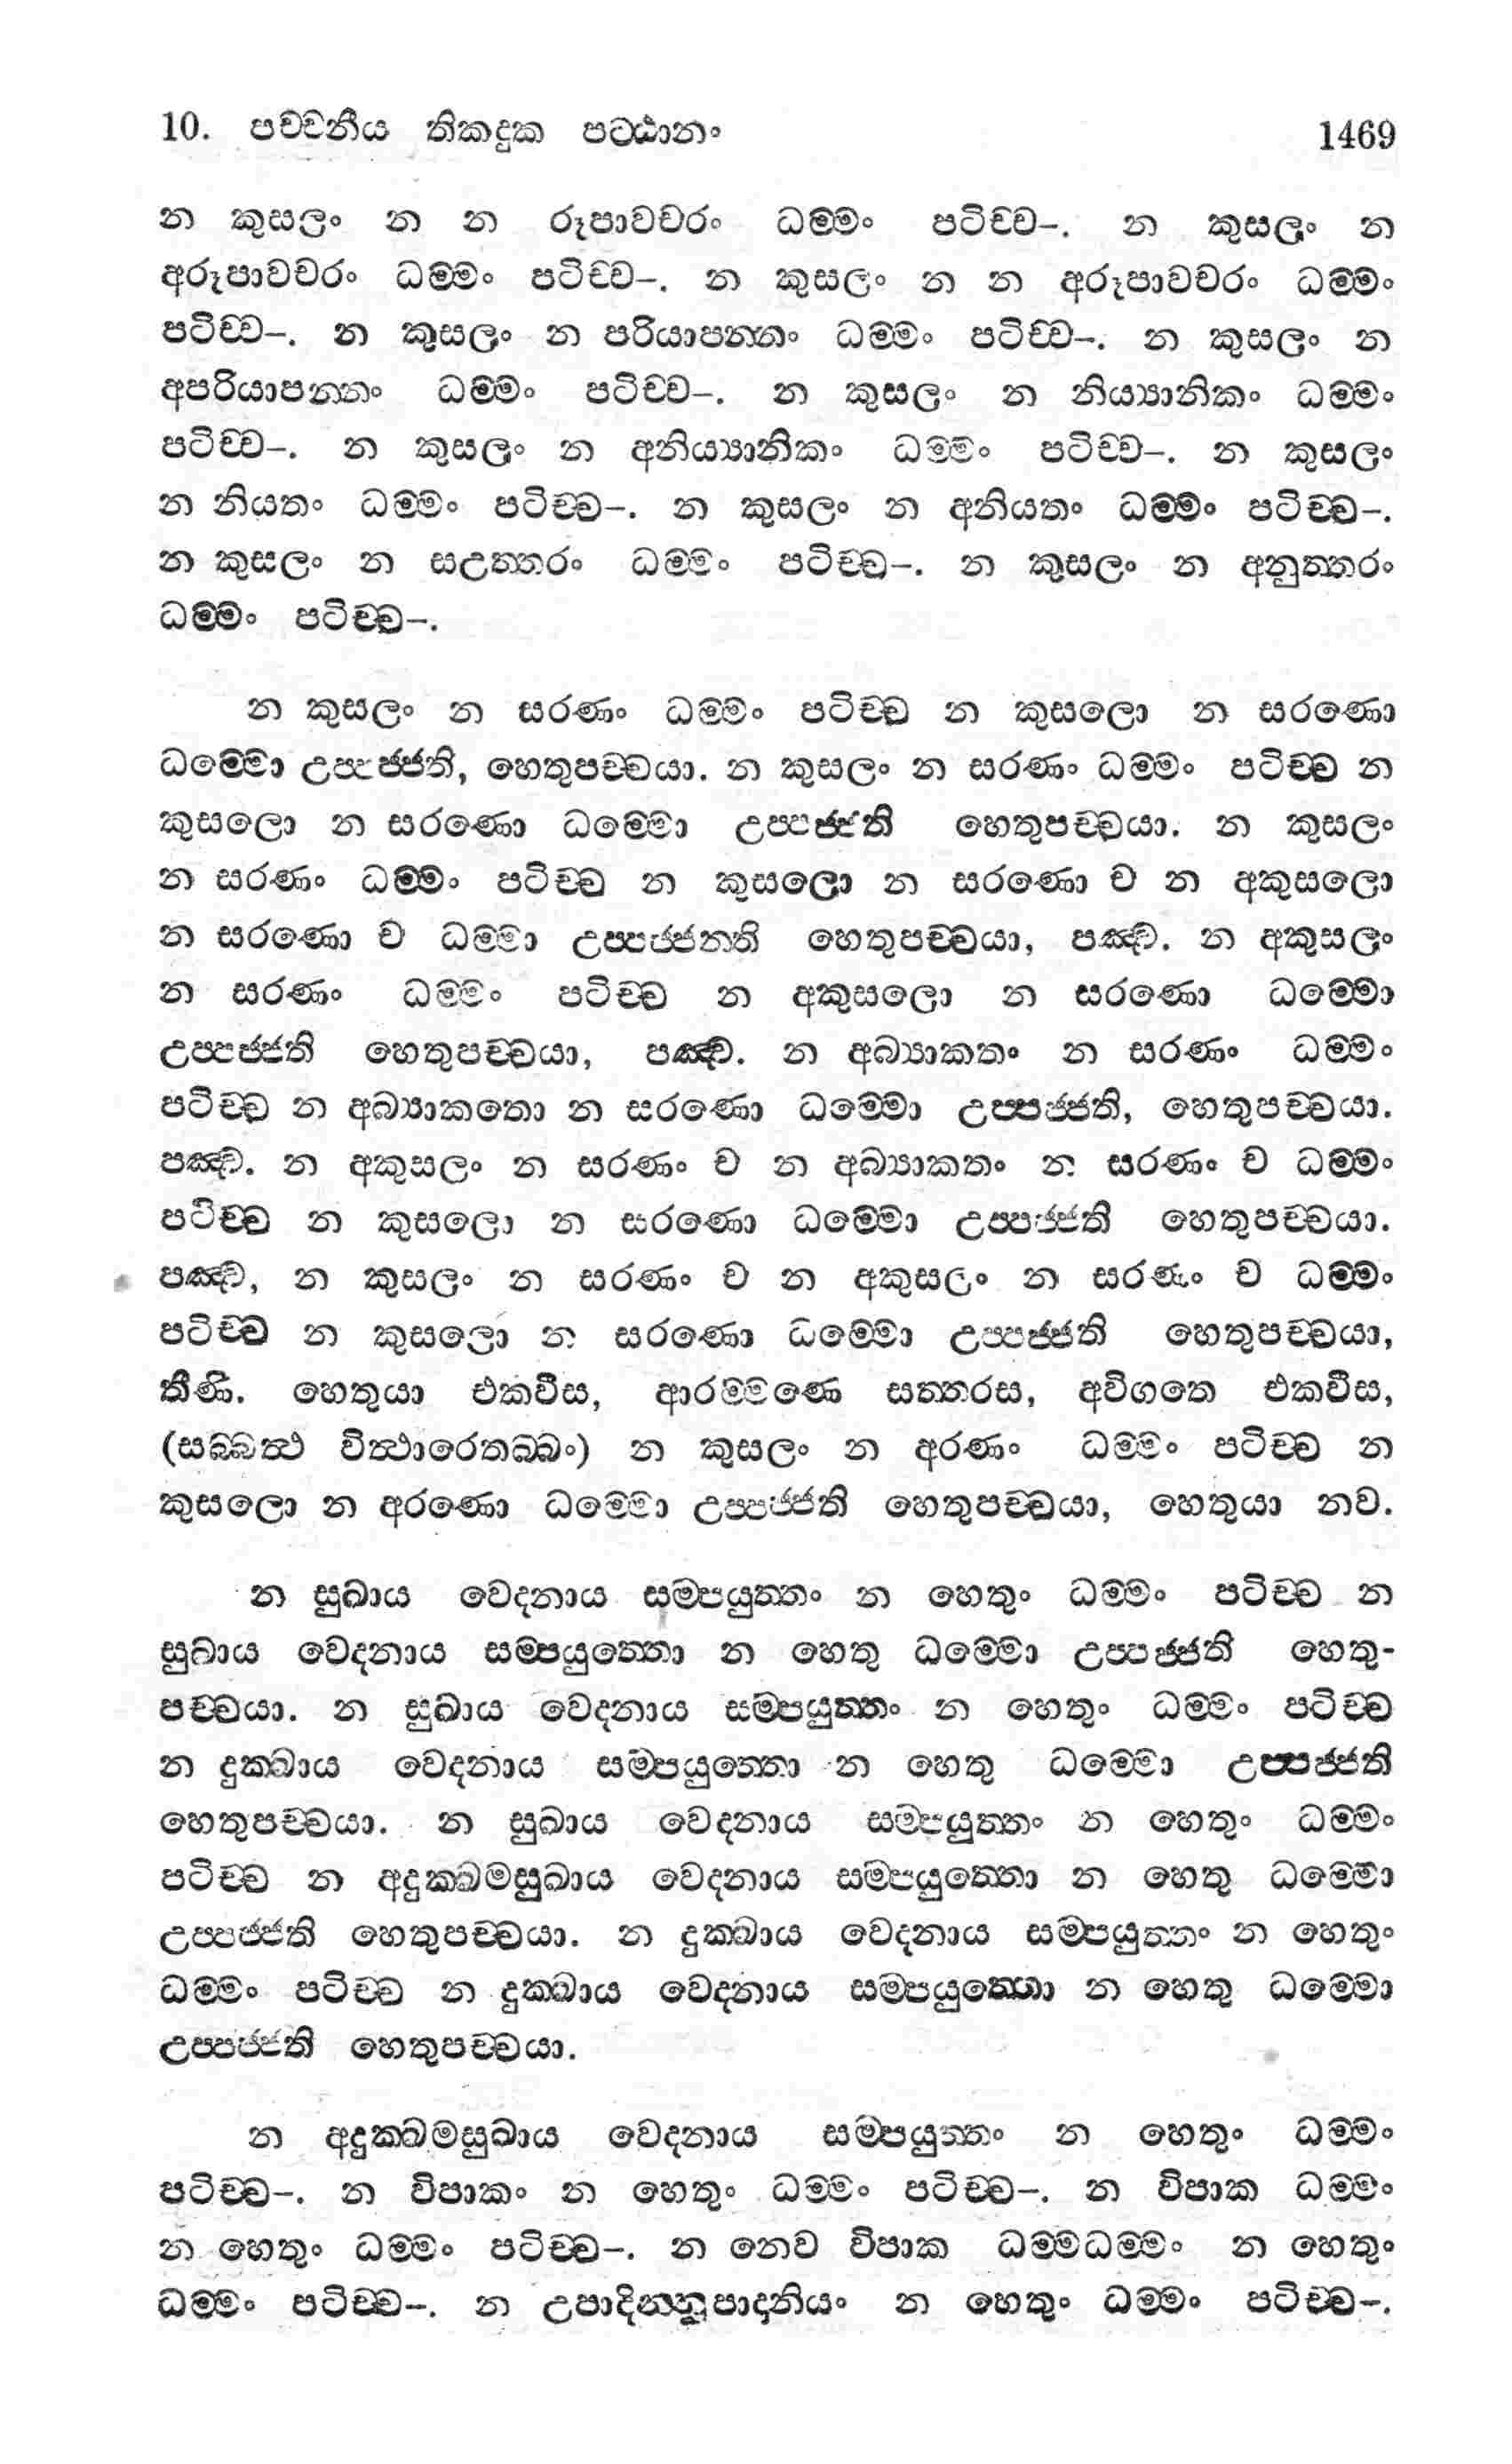 10. පච්චනීය තිකදුක පට්ඨානං 1469
න කුසලං න න රූපාවචරං ධම්මං පටිච්ච–. න කුසලං න
අරූපාවචරං ධම්මං පටිච්ච–. න කුසලං න න අරූපාවචරං ධම්මං
පටිච්ච–. න කුසලං න පරියාපන්නං ධම්මං පටිච්ච–. න කුසලං න
අපරියාපන්නං ධම්මං පටිච්ච–. න කුසලං න නිය්‍යානිකං ධම්මං
පටිච්ච–. න කුසලං න අනිය්‍යානිකං ධම්මං පටිච්ච–. න කුසලං
න නියතං ධම්මං පටිච්ච–. න කුසලං න අනියතං ධම්මං පටිච්ච–.
න කුසලං න සඋත්තරං ධම්මං පටිච්ච–. න කුසලං න අනුත්තරං
ධම්මං පටිච්ච–.
න කුසලං න සරණං ධම්මං පටිච්ච න කුසලො න සරණො
ධම්මො උප්පජ්ජති, හෙතුපච්චයා. න කුසලං න සරණං ධම්මං පටිච්ච න
කුසලො න සරණො ධම්මො උප්පජ්ජති හෙතුපච්චයා. න කුසලං
න සරණං ධම්මං පටිච්ච න කුසලො න සරණො ච න අකුසලො
න සරණො ච ධම්මා උප්පජ්ජන්ති හෙතුපච්චයා, පඤ්ච. න අකුසලං
න සරණං ධම්මං පටිච්ච න අකුසලො න සරණො ධම්මො
උප්පජ්ජති හෙතුපච්චයා, පඤ්ච. න අබ්‍යාකතං න සරණං ධම්මං
පටිච්ච න අබ්‍යාකතො න සරණො ධම්මො උප්පජ්ජති, හෙතුපච්චයා.
පඤ්ච. න අකුසලං න සරණං ච න අබ්‍යාකතං න සරණං ච ධම්මං
පටිච්ච න කුසලො න සරණො ධම්මො උප්පජ්ජති හෙතුපච්චයා.
පඤ්ච, න කුසලං න සරණං ච න අකුසලං න සරණං ච ධම්මං
පටිච්ච න කුසලො න සරණො ධම්මො උප්පජ්ජති හෙතුපච්චයා,
තීණි. හෙතුයා එකවීස, ආරම්මණෙ සත්තරස, අවිගතෙ එකවීස,
(සබ්බත්ථ විත්ථාරෙතබ්බං) න කුසලං න අරණං ධම්මං පටිච්ච න
කුසලො න අරණො ධම්මො උප්පජ්ජති හෙතුපච්චයා, හෙතුයා නව.
න සුඛාය වෙදනාය සම්පයුත්තං න හෙතුං ධම්මං පටිච්ච න
සුඛාය වෙදනාය සම්පයුත්තො න හෙතු ධම්මො උප්පජ්ජති හෙතු-
පච්චයා. න සුඛාය වෙදනාය සම්පයුත්තං න හෙතුං ධම්මං පටිච්ච
න දුක්ඛාය වෙදනාය සම්පයුත්තො න හෙතු ධම්මො උප්පජ්ජති
හෙතුපච්චයා. න සුඛාය වෙදනාය සම්පයුත්තං න හෙතුං ධම්මං
පටිච්ච න අදුක්ඛමසුඛාය වෙදනාය සම්පයුත්තො න හෙතු ධම්මො
උප්පජ්ජති හෙතුපච්චයා. න දුක්ඛාය වෙදනාය සම්පයුත්තං න හෙතුං
ධම්මං පටිච්ච න දුක්ඛාය වෙදනාය සම්පයුත්තො න හෙතු ධම්මො
උප්පජ්ජති හෙතුපච්චයා.
න අදුක්ඛමසුඛාය වෙදනාය සම්පයුත්තං න හෙතුං ධම්මං
පටිච්ච–. න විපාකං න හෙතුං ධම්මං පටිච්ච–. න විපාක ධම්මං
න හෙතුං ධම්මං පටිච්ච–. න නෙව විපාක ධම්මධම්මං න හෙතුං
ධම්මං පටිච්ච–. න උපාදින්නුපාදානියං න හෙතුං ධම්මං පටිච්ච–.